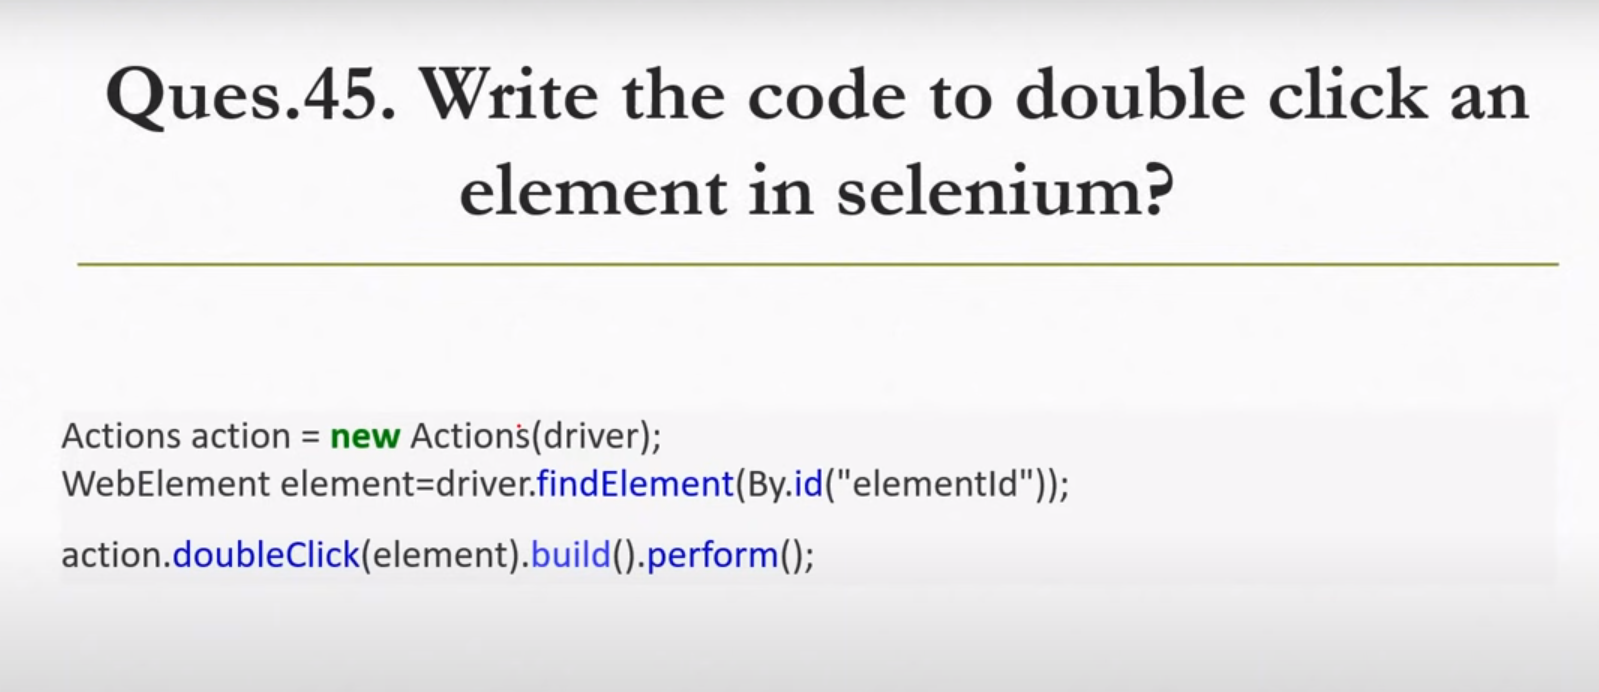 Ques.45. Write the code to double click an
element in selenium?
Actions action = new Actions(driver);
WebElement element=driver.findElement(By.id("elementId"));
action.doubleClick(element).build().perform();